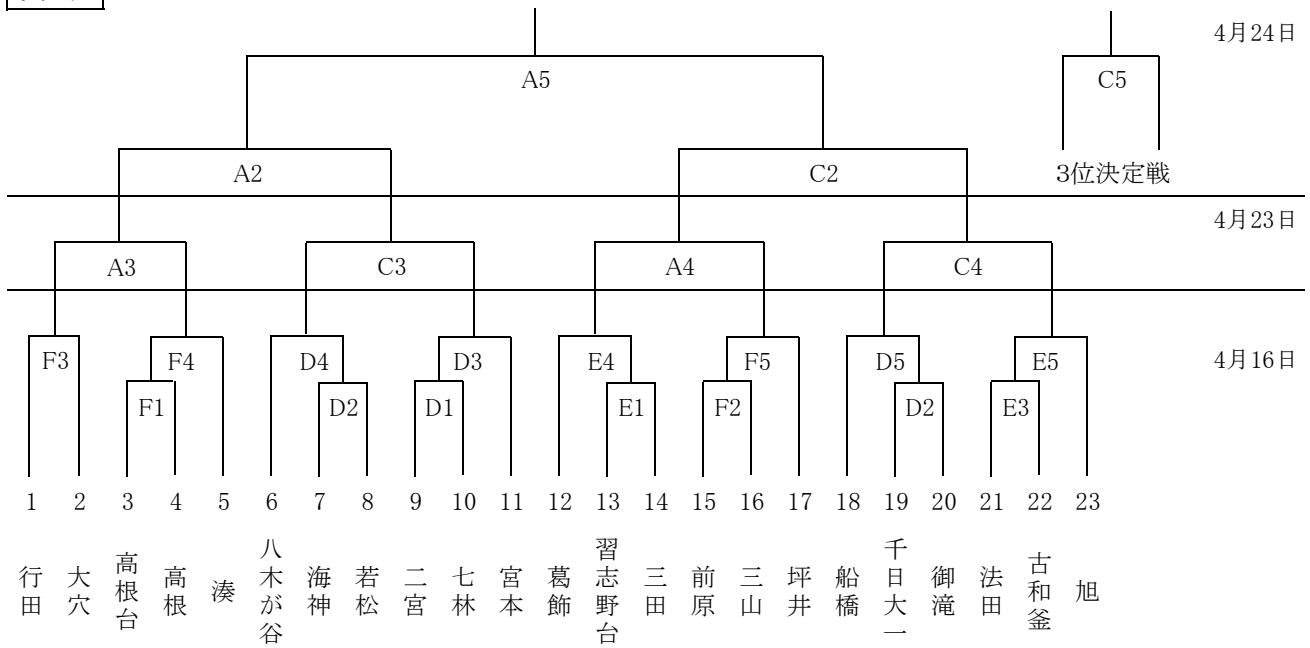 4月24日
A5
C5
A2
C2
3位決定戦
4月23日
A3
C3
A4
C4
F3
F4
D4
D3
E4
F5
D5
E5
4月16日
F1
D2
D1
E1
F2
D2
E3
1 2 3 4 5 6 7 8 9 10 11 12 13 14 15 16 17 18 19 20 21 22 23
行田
大穴
高根台
高根
湊
八木が谷
海神
若松
二宮
七林
宮本
葛飾
習志野台
三田
前原
三山
坪井
船橋
千日大一
御滝
法田
古和釜
旭